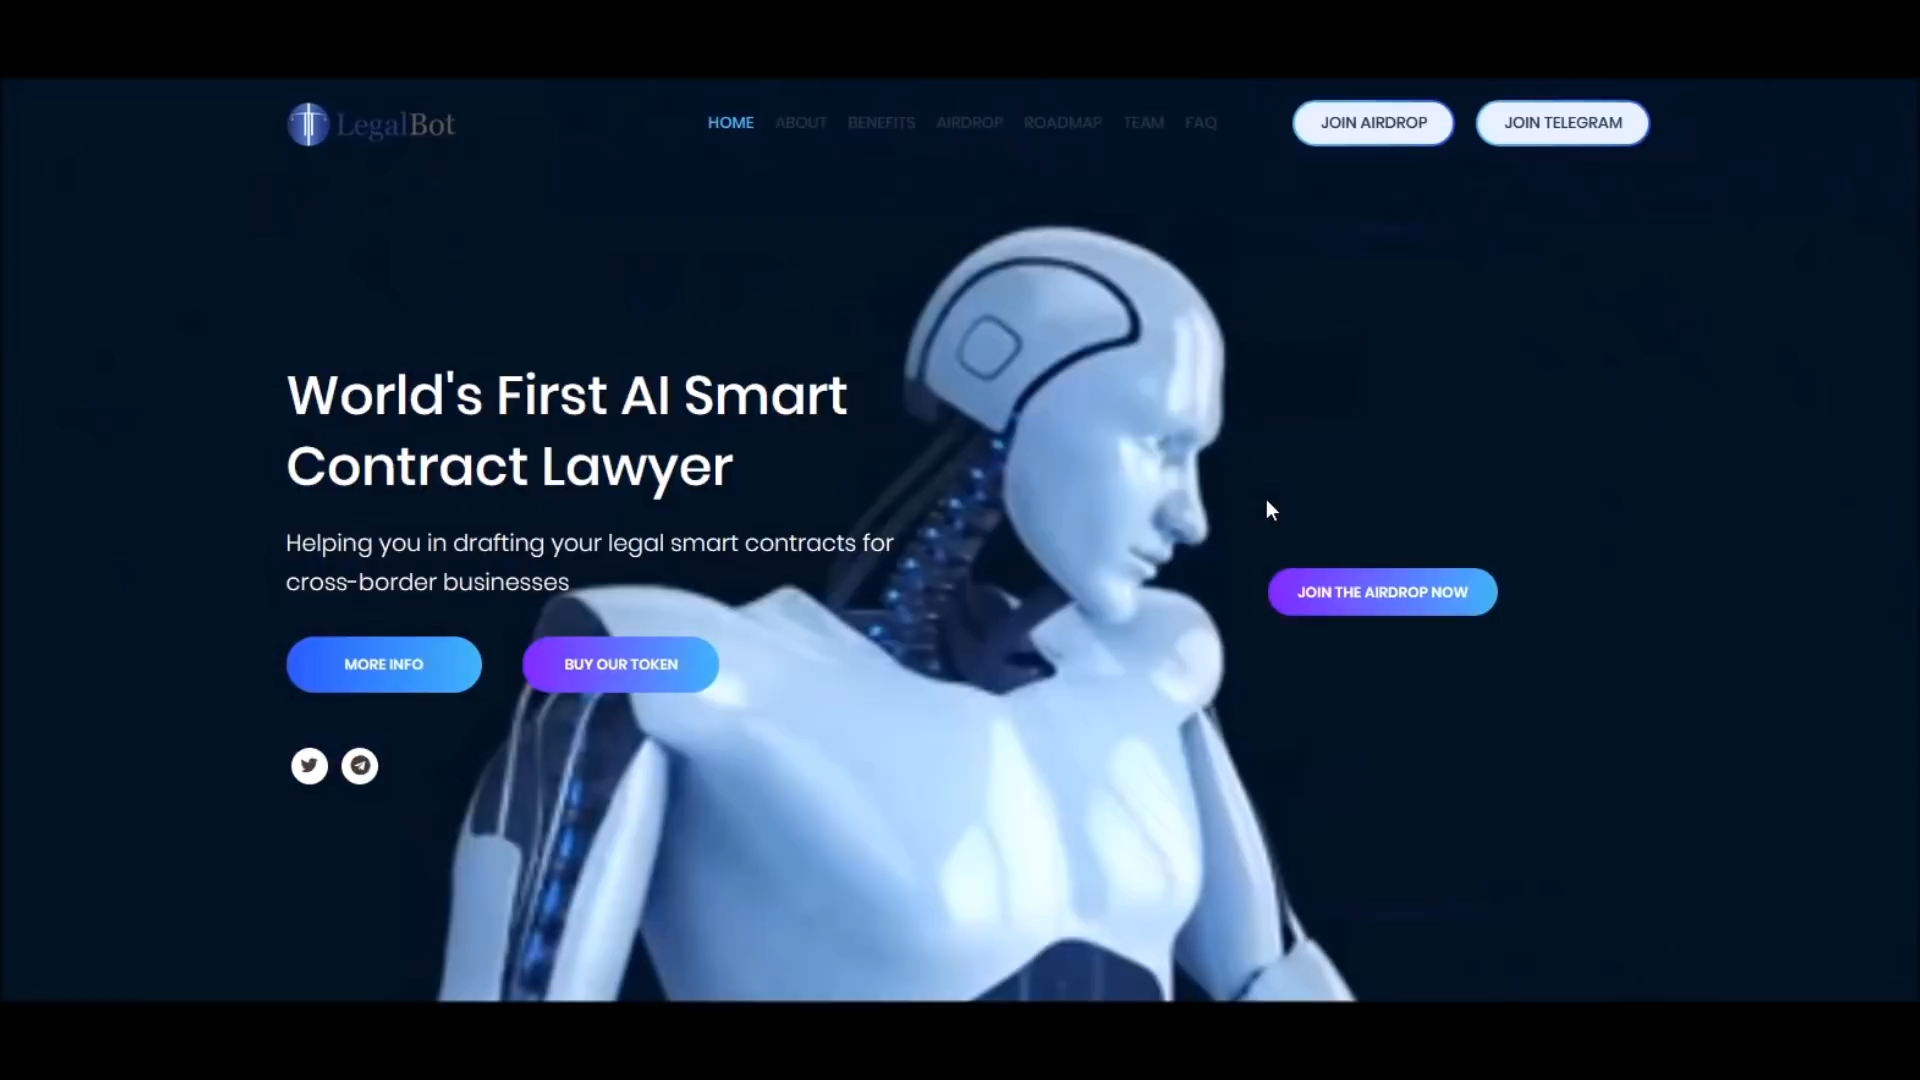 LegalBot
HOME ABOUT BENEFITS AIRDROP ROADMAP TEAM FAQ
JOIN AIRDROP
JOIN TELEGRAM
World's First AI Smart
Contract Lawyer
Helping you in drafting your legal smart contracts for
cross-border businesses
JOIN THE AIRDROP NOW
MORE INFO
BUY OUR TOKEN